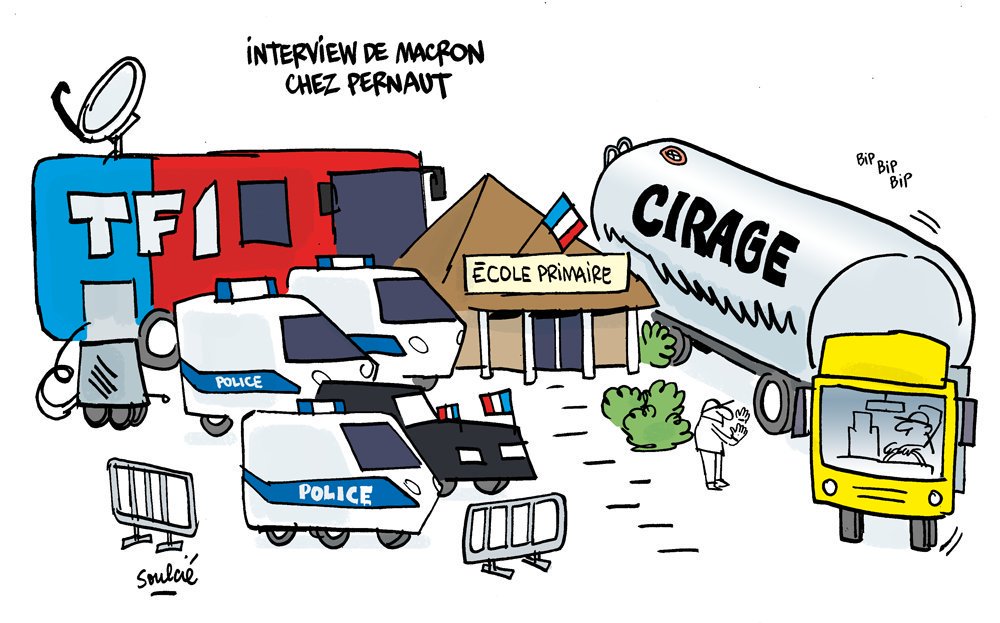 INTERVIEW DE MACRON
CHEZ PERNAUT
TF1
ÉCOLE PRIMAIRE
CIRAGE
BIP
BIP
BIP
POLICE
POLICE
Soulcié